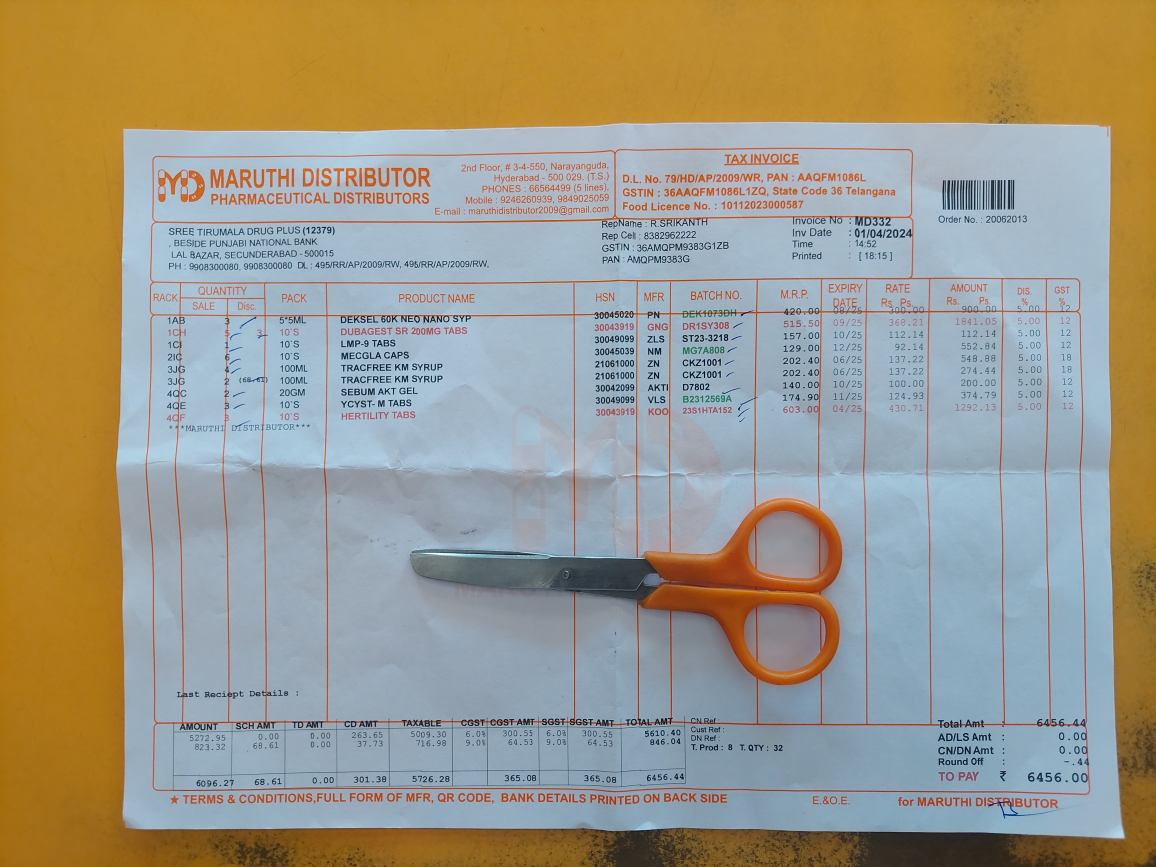 MD MARUTHI DISTRIBUTOR
PHARMACEUTICAL DISTRIBUTORS
2nd Floor, # 3-4-550, Narayanguda,
Hyderabad - 500 029. (T.S.)
PHONES : 66564499 (5 lines).
Mobile : 9246260939, 9849025059
E-mail : maruthidistributor2009@gmail.com
TAX INVOICE
D.L. No. 79/HD/AP/2009/WR, PAN : AAQFM1086L
GSTIN : 36AAQFM1086L1ZQ, State Code 36 Telangana
Food Licence No. : 10112023000587
Order No. : 20062013
SREE TIRUMALA DRUG PLUS (12379)
, BESIDE PUNJABI NATIONAL BANK
LAL BAZAR, SECUNDERABAD - 500015
PH : 9908300080, 9908300080 DL : 495/RR/AP/2009/RW, 495/RR/AP/2009/RW,
RepName : R.SRIKANTH
Rep Cell : 8382962222
GSTIN : 36AMQPM9383G1ZB
PAN : AMQPM9383G
Invoice No : MD332
Inv Date : 01/04/2024
Time : 14:52
Printed : [ 18:15 ]
RACK QUANTITY SALE Disc. PACK PRODUCT NAME HSN MFR BATCH NO. M.R.P. EXPIRY DATE RATE Rs. Ps. AMOUNT Rs. Ps. DIS. % GST %
1AB 3 5*5ML DEKSEL 60K NEO NANO SYP 30045020 PN DEK1073DH 420.00 08/25 300.00 900.00 5.00 12
1CH 5 3 10`S DUBAGEST SR 200MG TABS 30043919 GNG DR1SY308 515.50 09/25 368.21 1841.05 5.00 12
1CI 1 10`S LMP-9 TABS 30049099 ZLS ST23-3218 157.00 10/25 112.14 112.14 5.00 12
2IC 6 10`S MECGLA CAPS 30045039 NM MG7A808 129.00 12/25 92.14 552.84 5.00 12
3JG 4 100ML TRACFREE KM SYRUP 21061000 ZN CKZ1001 202.40 06/25 137.22 548.88 5.00 18
3JG 2 (68.61) 100ML TRACFREE KM SYRUP 21061000 ZN CKZ1001 202.40 06/25 137.22 274.44 5.00 18
4QC 2 20GM SEBUM AKT GEL 30042099 AKTI D7802 140.00 10/25 100.00 200.00 5.00 12
4QE 3 10`S YCYST- M TABS 30049099 VLS B2312569A 174.90 11/25 124.93 374.79 5.00 12
4QF 3 10`S HERTILITY TABS 30043919 KOO 23S1HTA152 603.00 04/25 430.71 1292.13 5.00 12
***MARUTHI DISTRIBUTOR***
Last Reciept Details :
AMOUNT SCH AMT TD AMT CD AMT TAXABLE CGST CGST AMT SGST SGST AMT TOTAL AMT
5272.95 0.00 0.00 263.65 5009.30 6.0% 300.55 6.0% 300.55 5610.40
823.32 68.61 0.00 37.73 716.98 9.0% 64.53 9.0% 64.53 846.04
6096.27 68.61 0.00 301.38 5726.28 365.08 365.08 6456.44
CN Ref :
Cust Ref :
DN Ref :
T. Prod : 8 T. QTY : 32
Total Amt : 6456.44
AD/LS Amt : 0.00
CN/DN Amt : 0.00
Round Off : -.44
TO PAY ₹ 6456.00
★ TERMS & CONDITIONS,FULL FORM OF MFR, QR CODE, BANK DETAILS PRINTED ON BACK SIDE
E.&O.E.
for MARUTHI DISTRIBUTOR